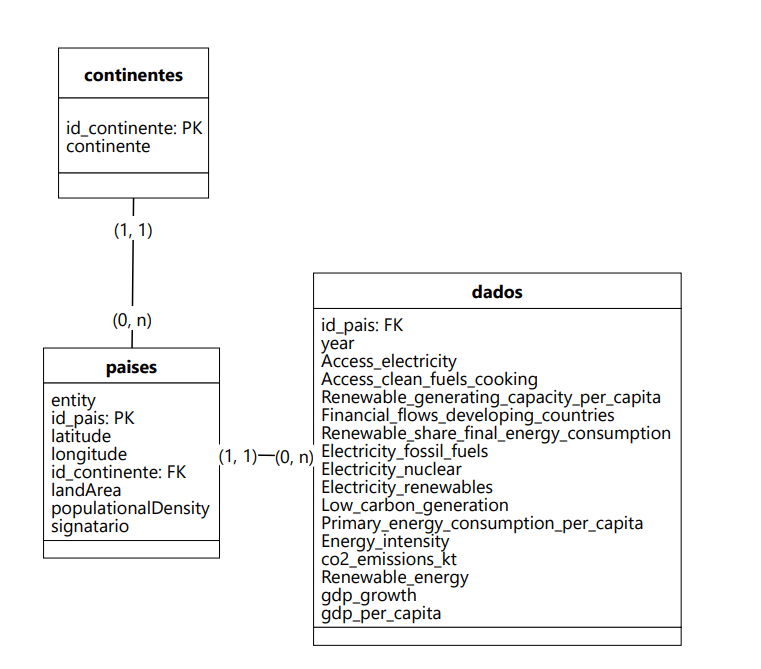 continentes
id_continente: PK
continente
(1, 1)
(0, n)
paises
entity
id_pais: PK
latitude
longitude
id_continente: FK
landArea
populationalDensity
signatario
(1, 1)
(0, n)
dados
id_pais: FK
year
Access_electricity
Access_clean_fuels_cooking
Renewable_generating_capacity_per_capita
Financial_flows_developing_countries
Renewable_share_final_energy_consumption
Electricity_fossil_fuels
Electricity_nuclear
Electricity_renewables
Low_carbon_generation
Primary_energy_consumption_per_capita
Energy_intensity
co2_emissions_kt
Renewable_energy
gdp_growth
gdp_per_capita